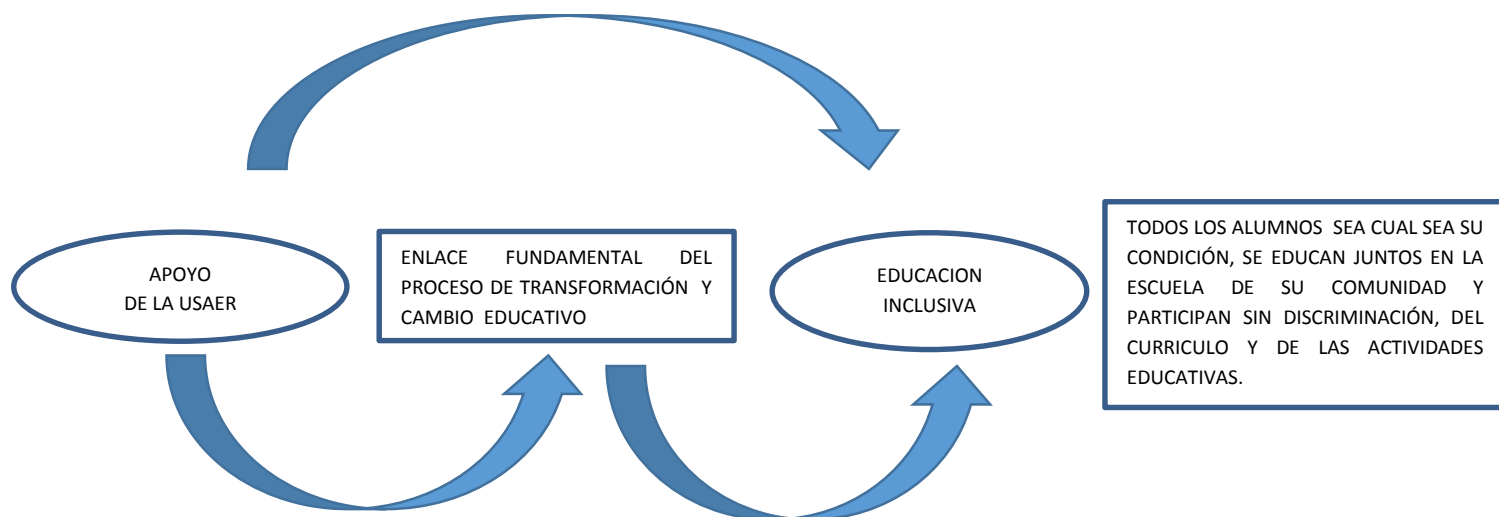 APOYO
DE LA USAER
ENLACE FUNDAMENTAL DEL
PROCESO DE TRANSFORMACIÓN Y
CAMBIO EDUCATIVO
EDUCACION
INCLUSIVA
TODOS LOS ALUMNOS SEA CUAL SEA SU
CONDICIÓN, SE EDUCAN JUNTOS EN LA
ESCUELA DE SU COMUNIDAD Y
PARTICIPAN SIN DISCRIMINACIÓN, DEL
CURRICULO Y DE LAS ACTIVIDADES
EDUCATIVAS.